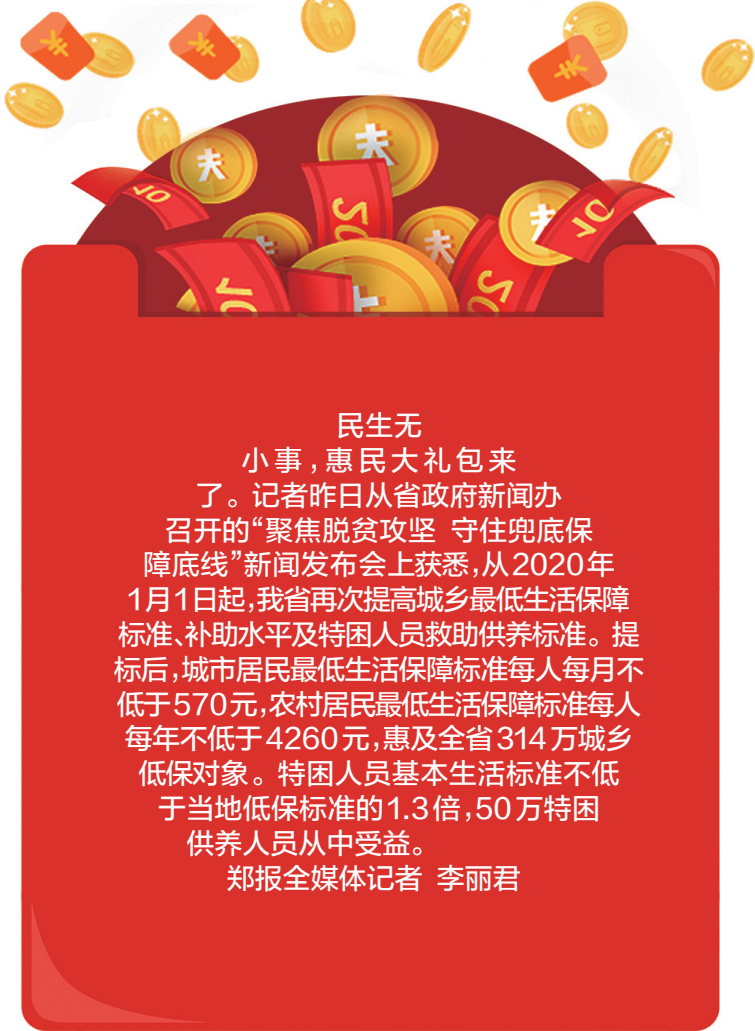 民生无
小事，惠民大礼包来
了。记者昨日从省政府新闻办
召开的“聚焦脱贫攻坚 守住兜底保
障底线”新闻发布会上获悉，从2020年
1月1日起，我省再次提高城乡最低生活保障
标准、补助水平及特困人员救助供养标准。提
标后，城市居民最低生活保障标准每人每月不
低于570元，农村居民最低生活保障标准每人
每年不低于4260元，惠及全省314万城乡
低保对象。特困人员基本生活标准不低
于当地低保标准的1.3倍，50万特困
供养人员从中受益。
郑报全媒体记者 李丽君